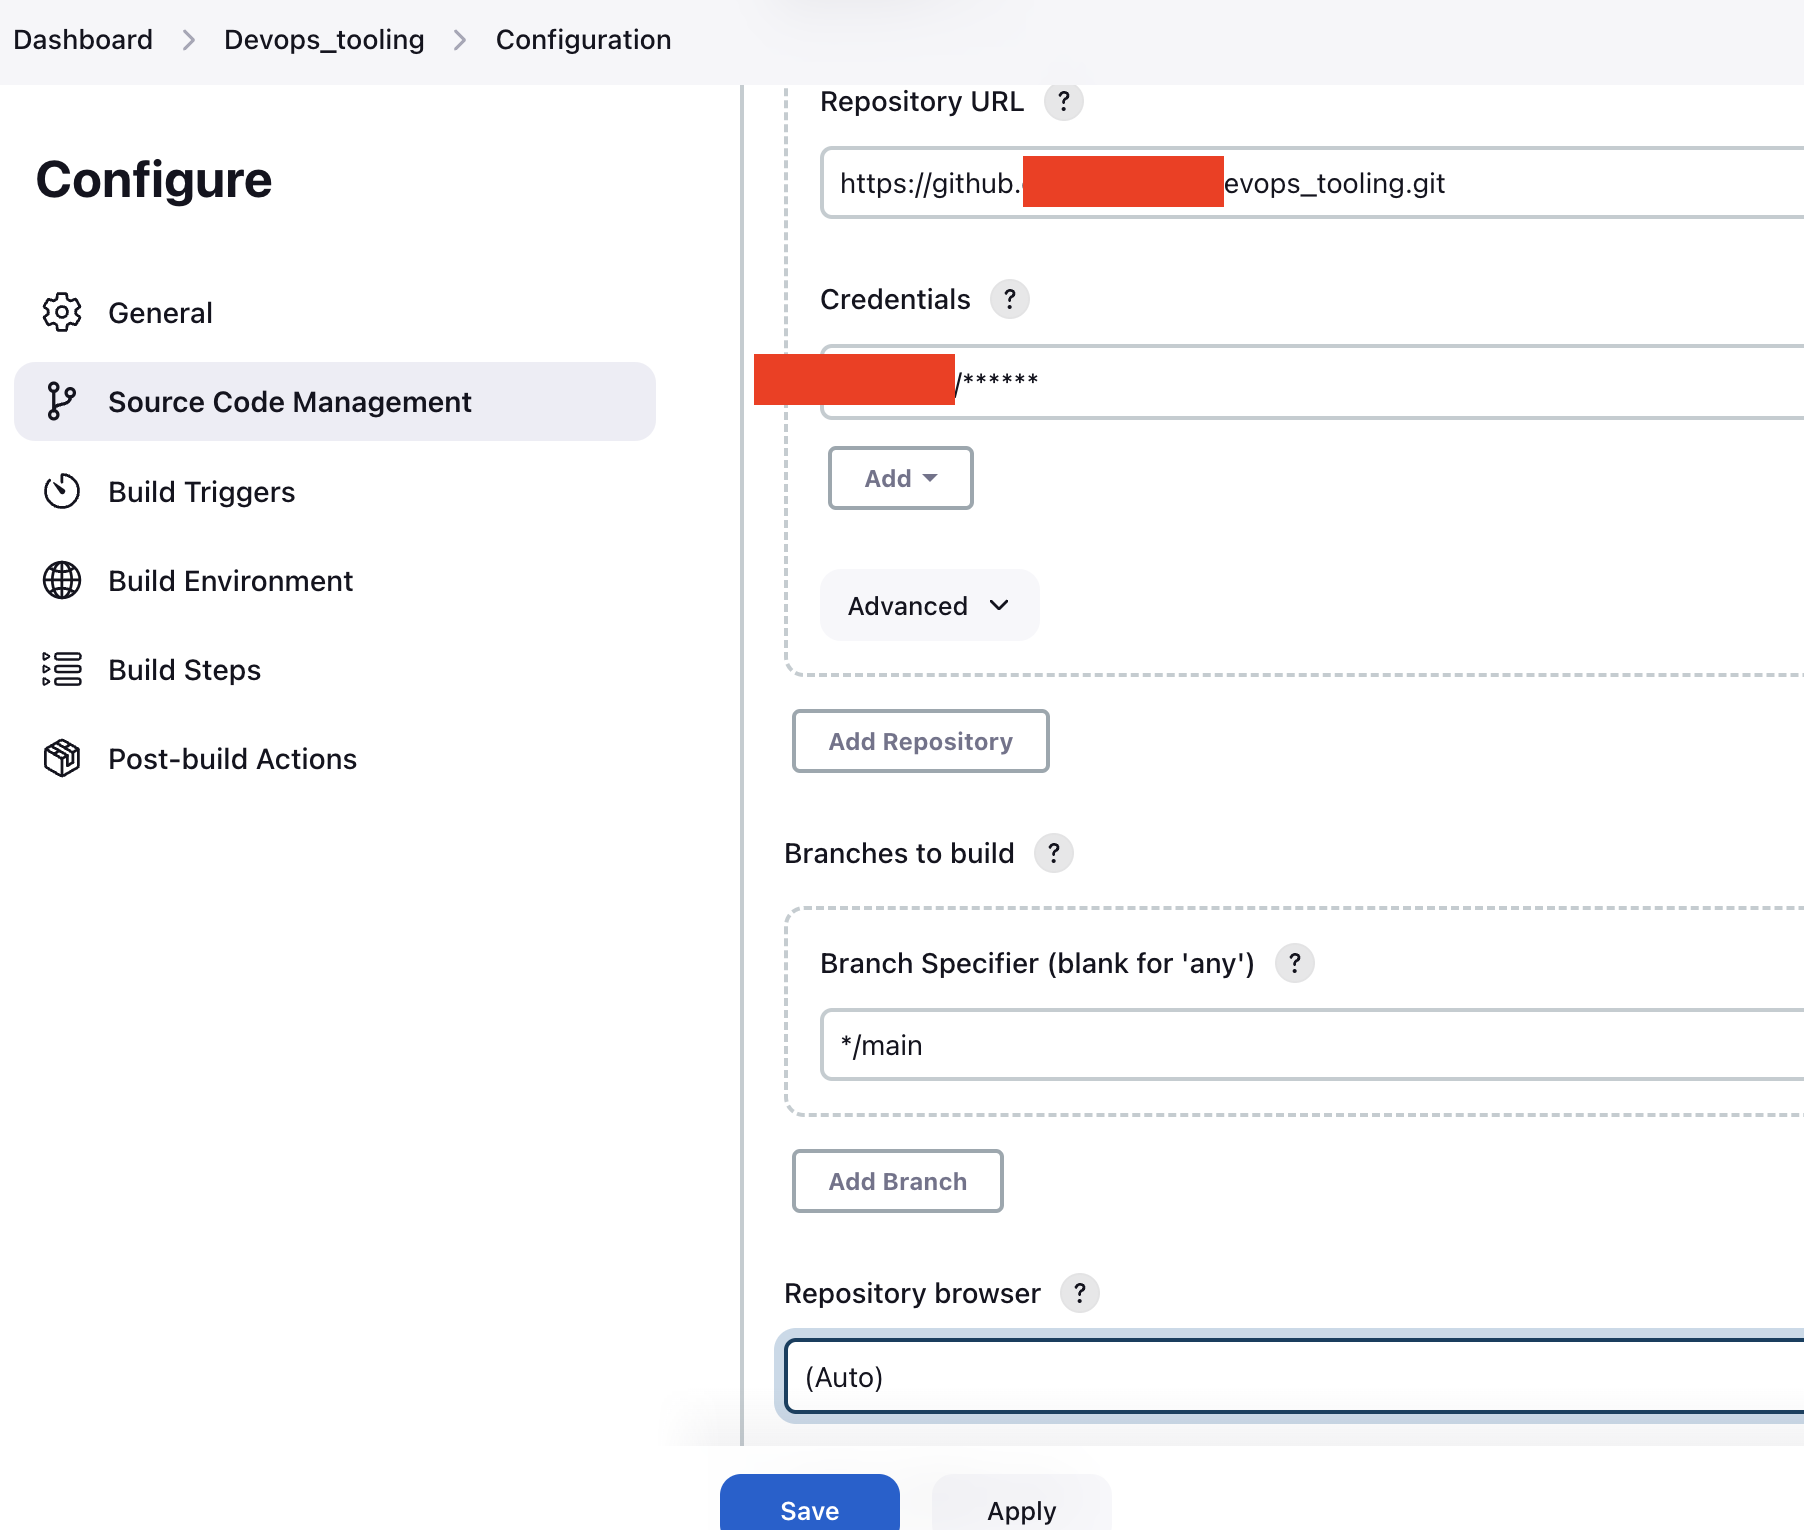 Dashboard > Devops_tooling > Configuration
Configure
General
Source Code Management
Build Triggers
Build Environment
Build Steps
Post-build Actions
Repository URL ?
https://github. evops_tooling.git
Credentials ?
/******
Add
Advanced
Add Repository
Branches to build ?
Branch Specifier (blank for 'any') ?
*/main
Add Branch
Repository browser ?
(Auto)
Save
Apply